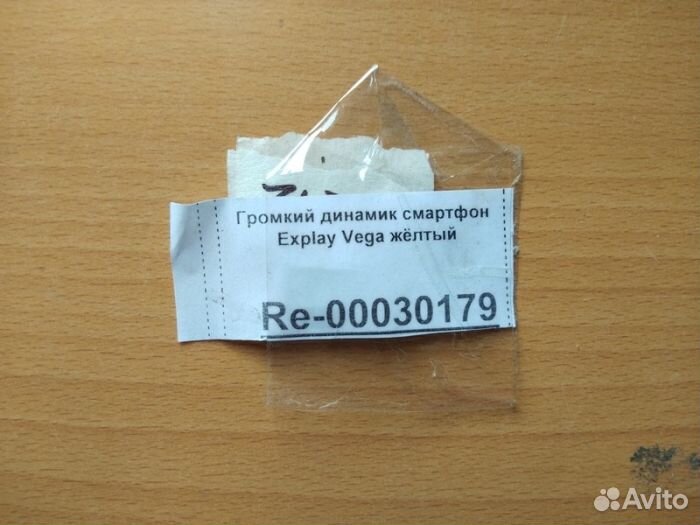 Громкий динамик смартфон
Explay Vega жёлтый
Re-00030179
Avito